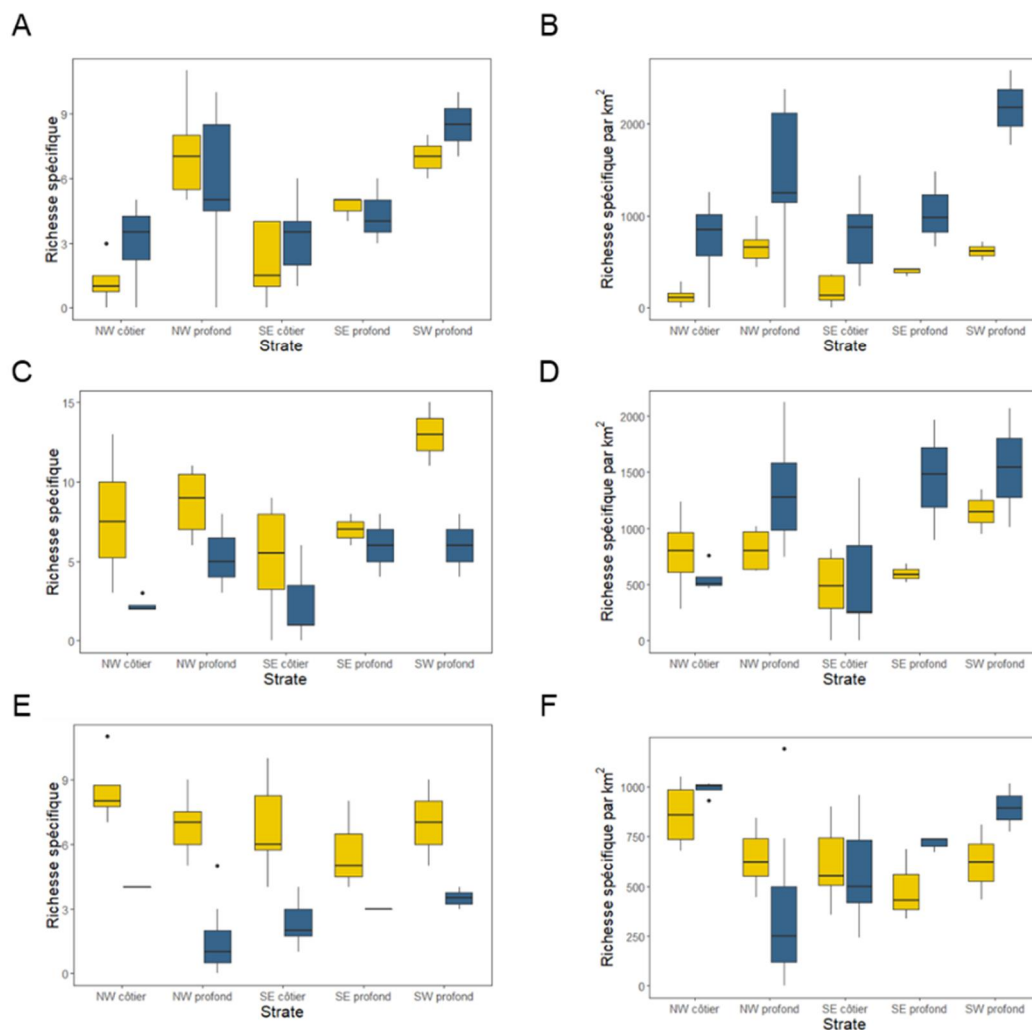 A
B
Richesse spécifique
9
6
3
0
NW côtier NW profond SE côtier SE profond SW profond
Strate
Richesse spécifique par km²
2000
1000
0
NW côtier NW profond SE côtier SE profond SW profond
Strate
C
D
Richesse spécifique
15
10
5
0
NW côtier NW profond SE côtier SE profond SW profond
Strate
Richesse spécifique par km²
2000
1500
1000
500
0
NW côtier NW profond SE côtier SE profond SW profond
Strate
E
F
Richesse spécifique
9
6
3
0
NW côtier NW profond SE côtier SE profond SW profond
Strate
Richesse spécifique par km²
1000
750
500
250
0
NW côtier NW profond SE côtier SE profond SW profond
Strate